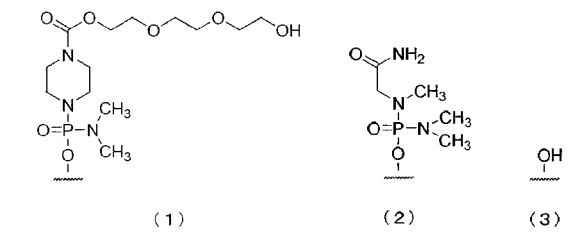 O
O
O
O
OH
N
N
CH₃
O=P–N
CH₃
O
(1)
O
NH₂
N
CH₃
O=P–N
CH₃
CH₃
O
(2)
OH
(3)